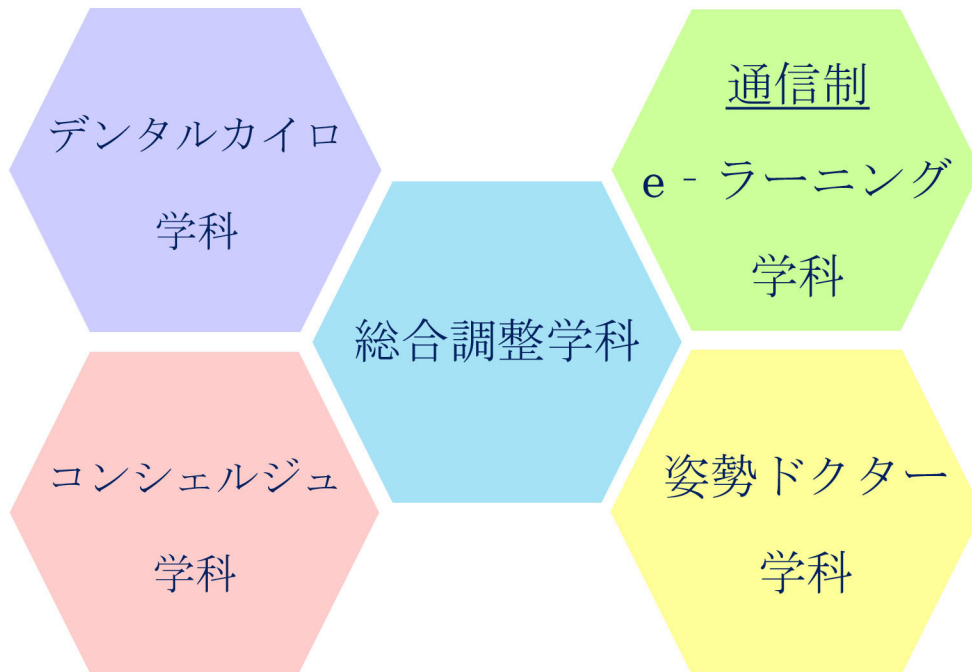 デンタルカイロ
学科
通信制
e‐ラーニング
学科
総合調整学科
コンシェルジュ
学科
姿勢ドクター
学科